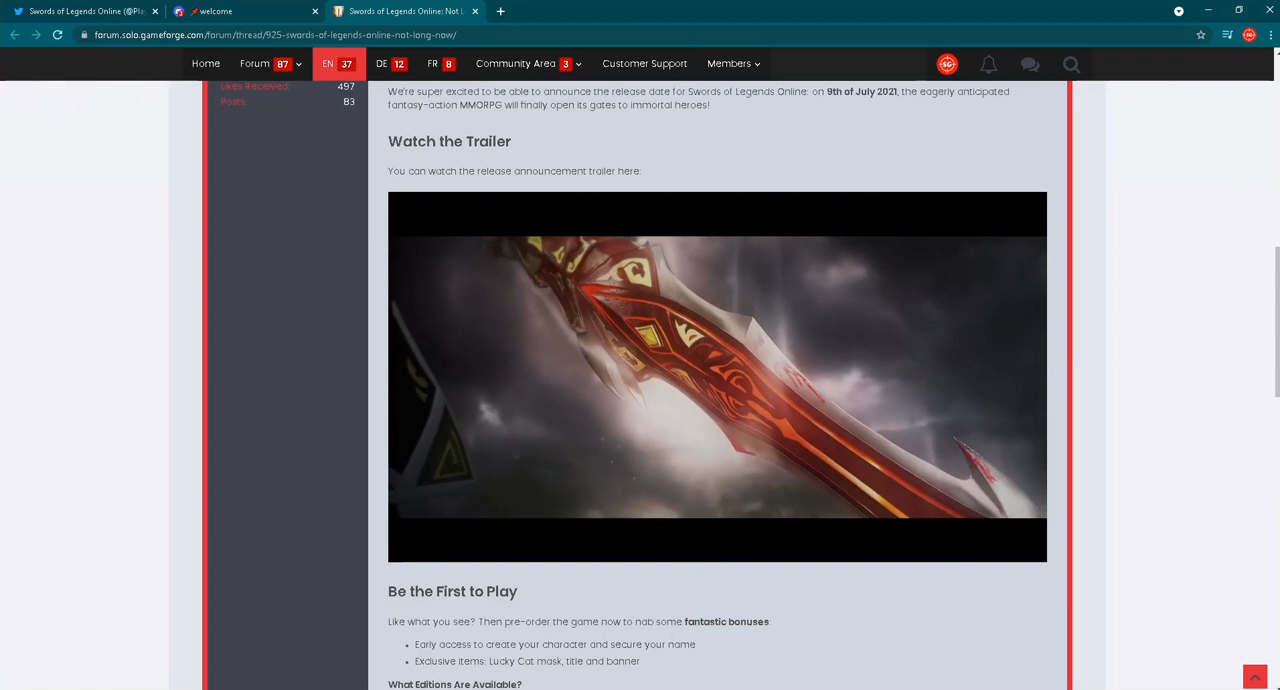 Swords of Legends Online (@Pla
welcome
Swords of Legends Online: Not L
forum.solo.gameforge.com/forum/thread/925-swords-of-legends-online-not-long-now/
Home Forum 87 EN 37 DE 12 FR 8 Community Area 3 Customer Support Members
Likes Received: 497
Posts: 83
We're super excited to be able to announce the release date for Swords of Legends Online: on 9th of July 2021, the eagerly anticipated
fantasy-action MMORPG will finally open its gates to immortal heroes!
Watch the Trailer
You can watch the release announcement trailer here:
Be the First to Play
Like what you see? Then pre-order the game now to nab some fantastic bonuses:
Early access to create your character and secure your name
Exclusive items: Lucky Cat mask, title and banner
What Editions Are Available?